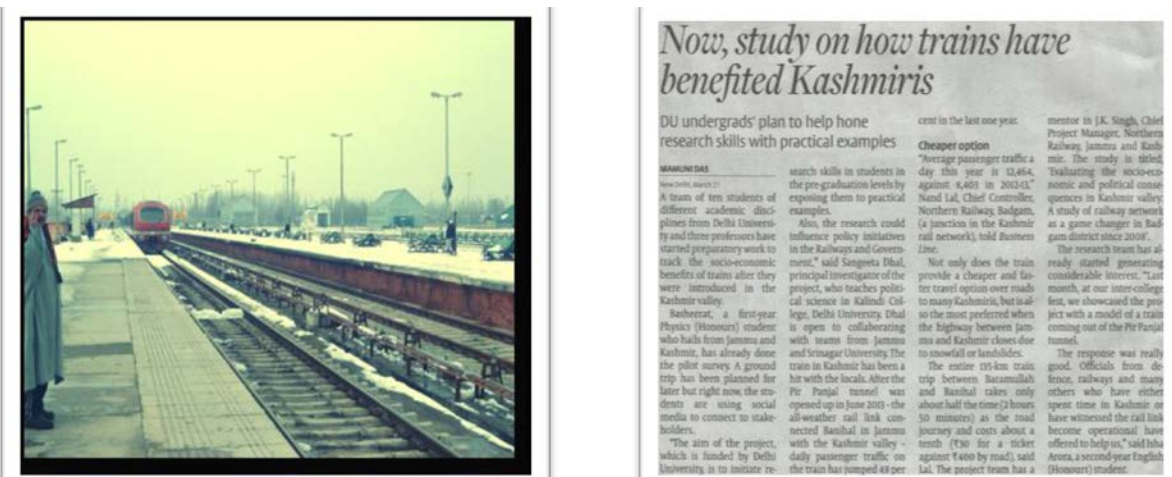 Now, study on how trains have
benefited Kashmiris
DU undergrads' plan to help hone
research skills with practical examples
MAMUNI DAS
New Delhi, March 21
A team of ten students of
different academic disci-
plines from Delhi Universi-
ty and three professors have
started preparatory work to
track the socio-economic
benefits of trains after they
were introduced in the
Kashmir valley.
Basheerat, a first-year
Physics (Honours) student
who hails from Jammu and
Kashmir, has already done
the pilot survey. A ground
trip has been planned for
later but right now, the stu-
dents are using social
media to connect to stake-
holders.
"The aim of the project,
which is funded by Delhi
University, is to initiate re-
search skills in students in
the pre-graduation levels by
exposing them to practical
examples.
Also, the research could
influence policy initiatives
in the Railways and Govern-
ment," said Sangeeta Dhal,
principal investigator of the
project, who teaches politi-
cal science in Kalindi Col-
lege, Delhi University. Dhal
is open to collaborating
with teams from Jammu
and Srinagar University. The
train in Kashmir has been a
hit with the locals. After the
Pir Panjal tunnel was
opened up in June 2013 - the
all-weather rail link con-
nected Banihal in Jammu
with the Kashmir valley -
daily passenger traffic on
the train has jumped 48 per
cent in the last one year.
Cheaper option
"Average passenger traffic a
day this year is 12,464,
against 8,403 in 2012-13,"
Nand Lal, Chief Controller,
Northern Railway, Badgam,
(a junction in the Kashmir
rail network), told Business
Line.
Not only does the train
provide a cheaper and fas-
ter travel option over roads
to many Kashmiris, but is al-
so the most preferred when
the highway between Jam-
mu and Kashmir closes due
to snowfall or landslides.
The entire 135-km train
trip between Baramullah
and Banihal takes only
about half the time (2 hours
50 minutes) as the road
journey and costs about a
tenth (₹30 for a ticket
against ₹400 by road), said
Lal. The project team has a
mentor in J.K. Singh, Chief
Project Manager, Northern
Railway, Jammu and Kash-
mir. The study is titled,
'Evaluating the socio-eco-
nomic and political conse-
quences in Kashmir valley:
A study of railway network
as a game changer in Bad-
gam district since 2008'.
The research team has al-
ready started generating
considerable interest. "Last
month, at our inter-college
fest, we showcased the pro-
ject with a model of a train
coming out of the Pir Panjal
tunnel.
The response was really
good. Officials from de-
fence, railways and many
others who have either
spent time in Kashmir or
have witnessed the rail link
become operational have
offered to help us," said Isha
Arora, a second-year English
(Honours) student.